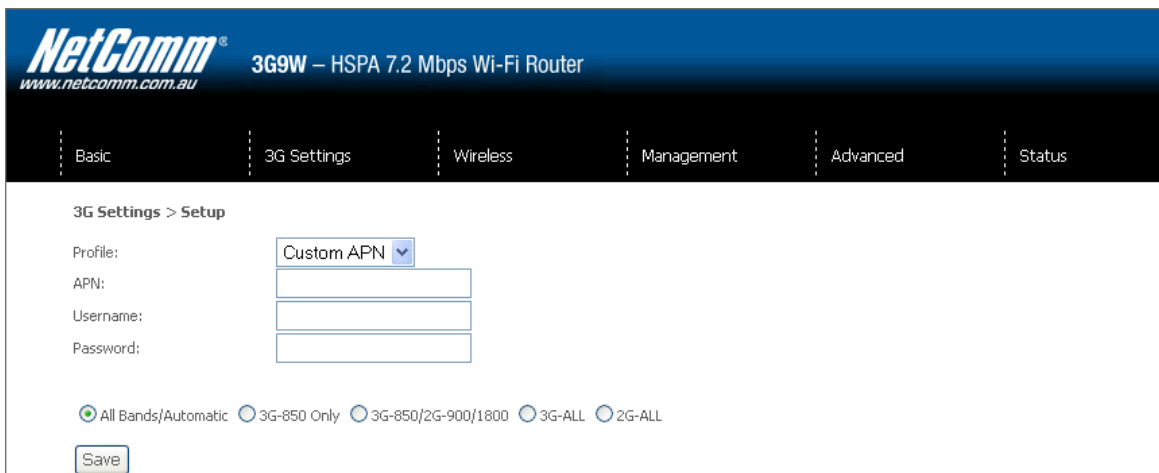 NetComm®
www.netcomm.com.au
3G9W – HSPA 7.2 Mbps Wi-Fi Router
Basic 3G Settings Wireless Management Advanced Status
3G Settings > Setup
Profile: Custom APN
APN:
Username:
Password:
All Bands/Automatic 3G-850 Only 3G-850/2G-900/1800 3G-ALL 2G-ALL
Save